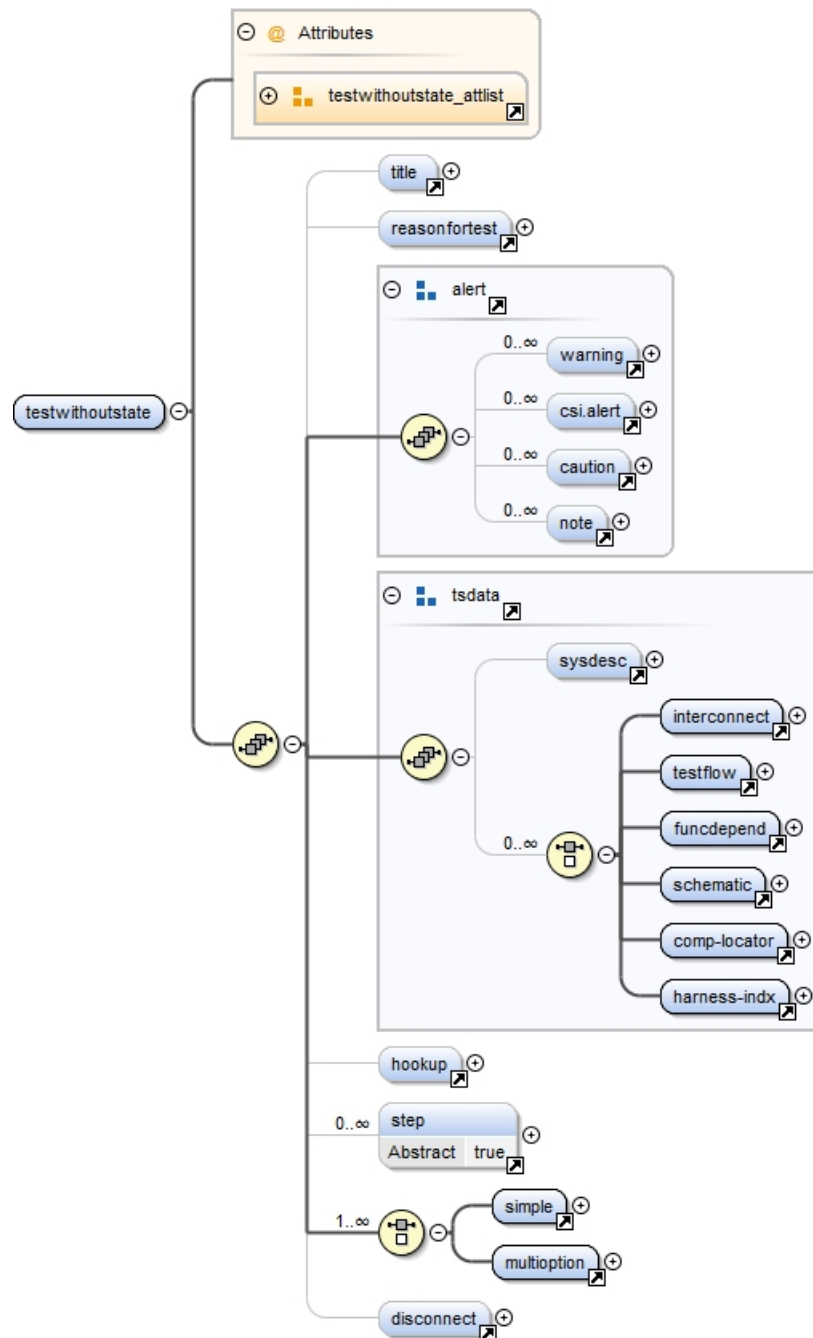 @ Attributes
testwithoutstate_attlist
title
reasonfortest
alert
0..∞ warning
0..∞ csi.alert
testwithoutstate
0..∞ caution
0..∞ note
tsdata
sysdesc
interconnect
testflow
funcdepend
0..∞
schematic
comp-locator
harness-indx
hookup
0..∞ step
Abstract true
1..∞
simple
multioption
disconnect